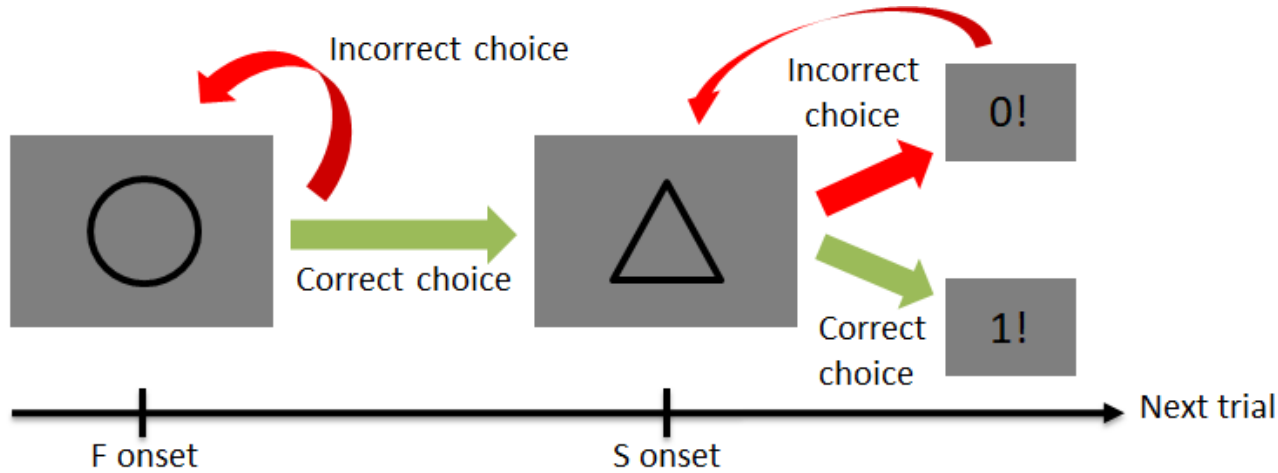 Incorrect choice
Correct choice
Incorrect
choice
0!
Correct
choice
1!
F onset
S onset
Next trial